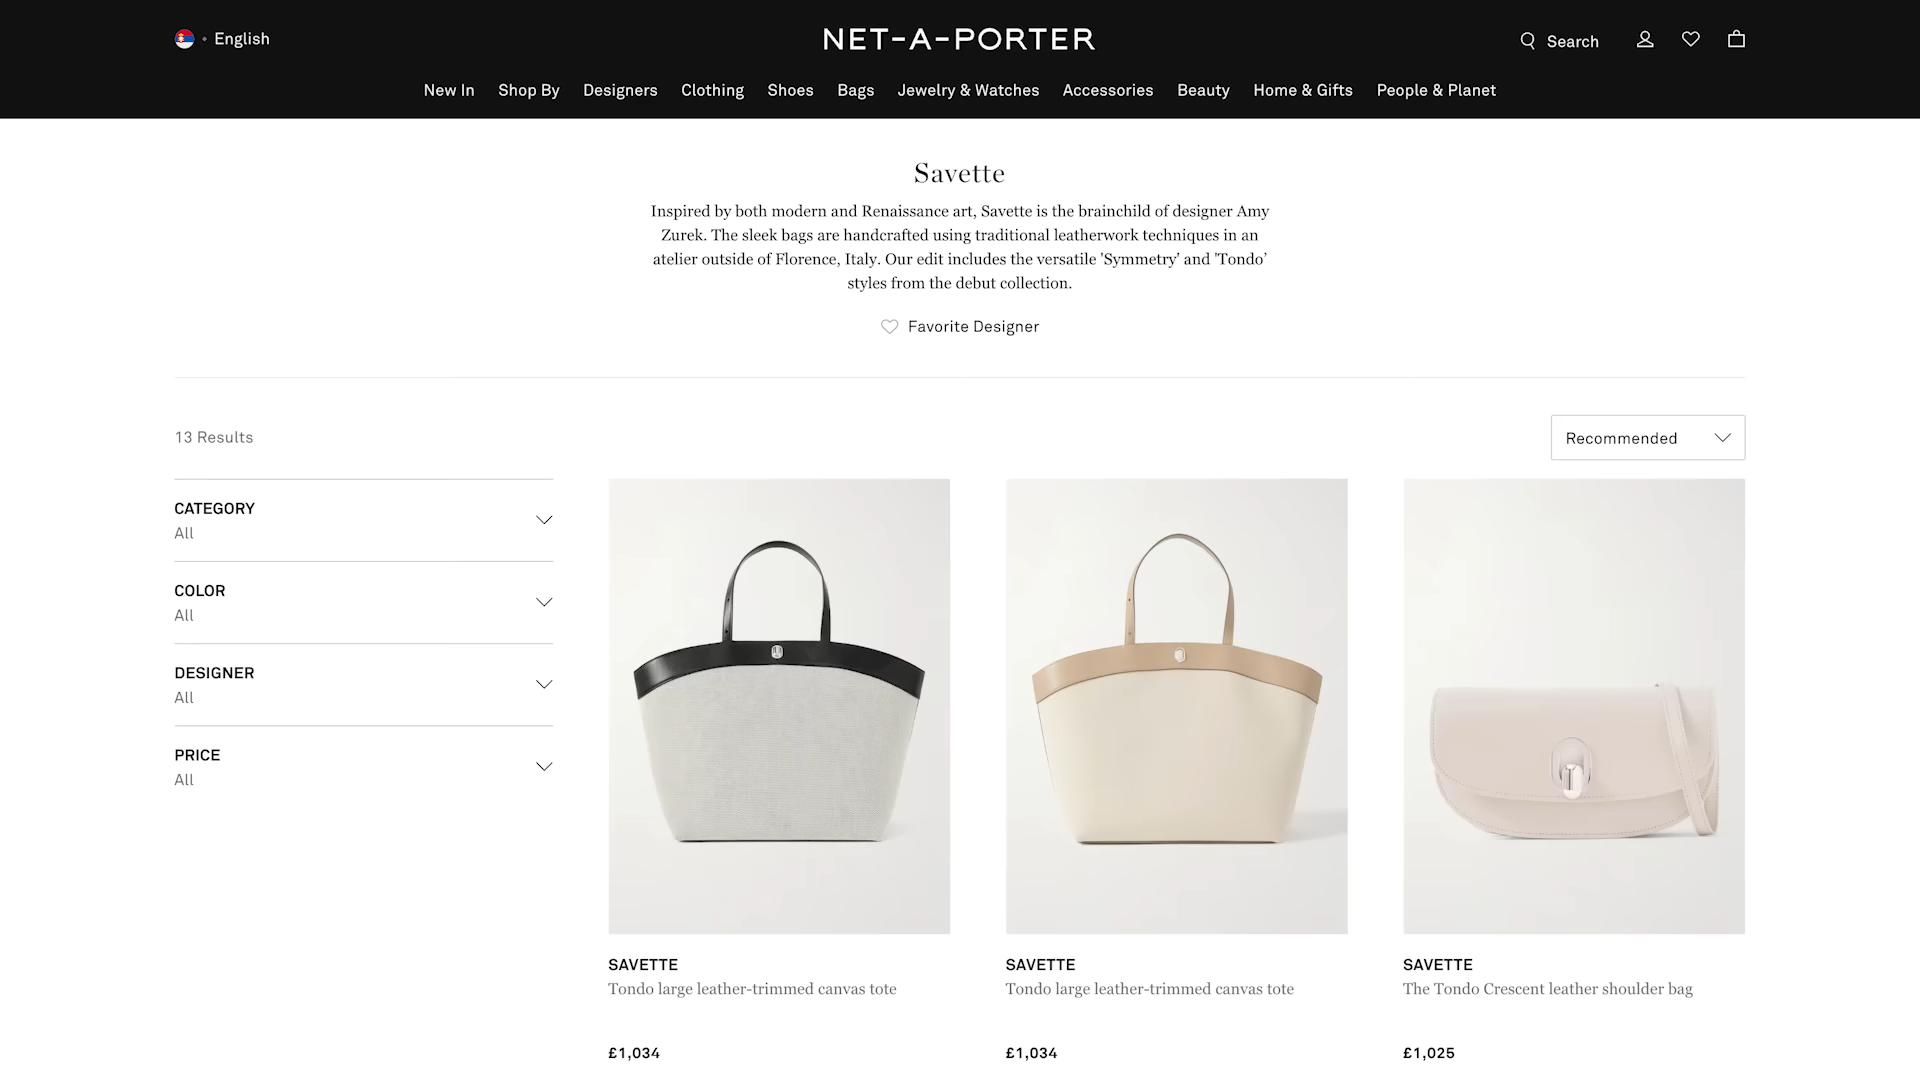 English
NET-A-PORTER
Search
New In Shop By Designers Clothing Shoes Bags Jewelry & Watches Accessories Beauty Home & Gifts People & Planet
Savette
Inspired by both modern and Renaissance art, Savette is the brainchild of designer Amy
Zurek. The sleek bags are handcrafted using traditional leatherwork techniques in an
atelier outside of Florence, Italy. Our edit includes the versatile 'Symmetry' and 'Tondo’
styles from the debut collection.
Favorite Designer
13 Results
Recommended
CATEGORY
All
COLOR
All
DESIGNER
All
PRICE
All
SAVETTE
Tondo large leather-trimmed canvas tote
£1,034
SAVETTE
Tondo large leather-trimmed canvas tote
£1,034
SAVETTE
The Tondo Crescent leather shoulder bag
£1,025